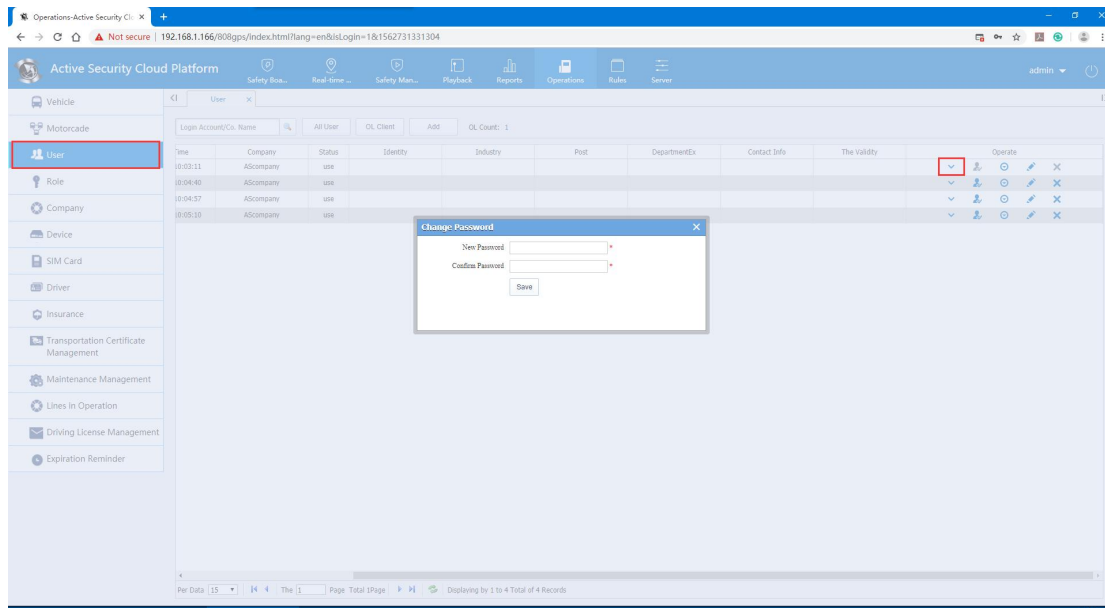 Operations-Active Security Clo
Not secure | 192.168.1.166/808gps/index.html?lang=en&IsLogin=1&1562731331304
Active Security Cloud Platform
Safety Boa... Real-time ... Safety Man... Playback Reports Operations Rules Server
admin
Vehicle
Motorcade
User
Role
Company
Device
SIM Card
Driver
Insurance
Transportation Certificate
Management
Maintenance Management
Lines in Operation
Driving License Management
Expiration Reminder
User
Login Account/Co. Name All User OL Client Add OL Count: 1
Time Company Status Identity Industry Post DepartmentEx Contact Info The Validity Operate
10:03:11 AScompany use
10:04:40 AScompany use
10:04:57 AScompany use
10:05:10 AScompany use
Change Password
New Password *
Confirm Password *
Save
Per Data 15 The 1 Page Total 1Page Displaying by 1 to 4 Total of 4 Records